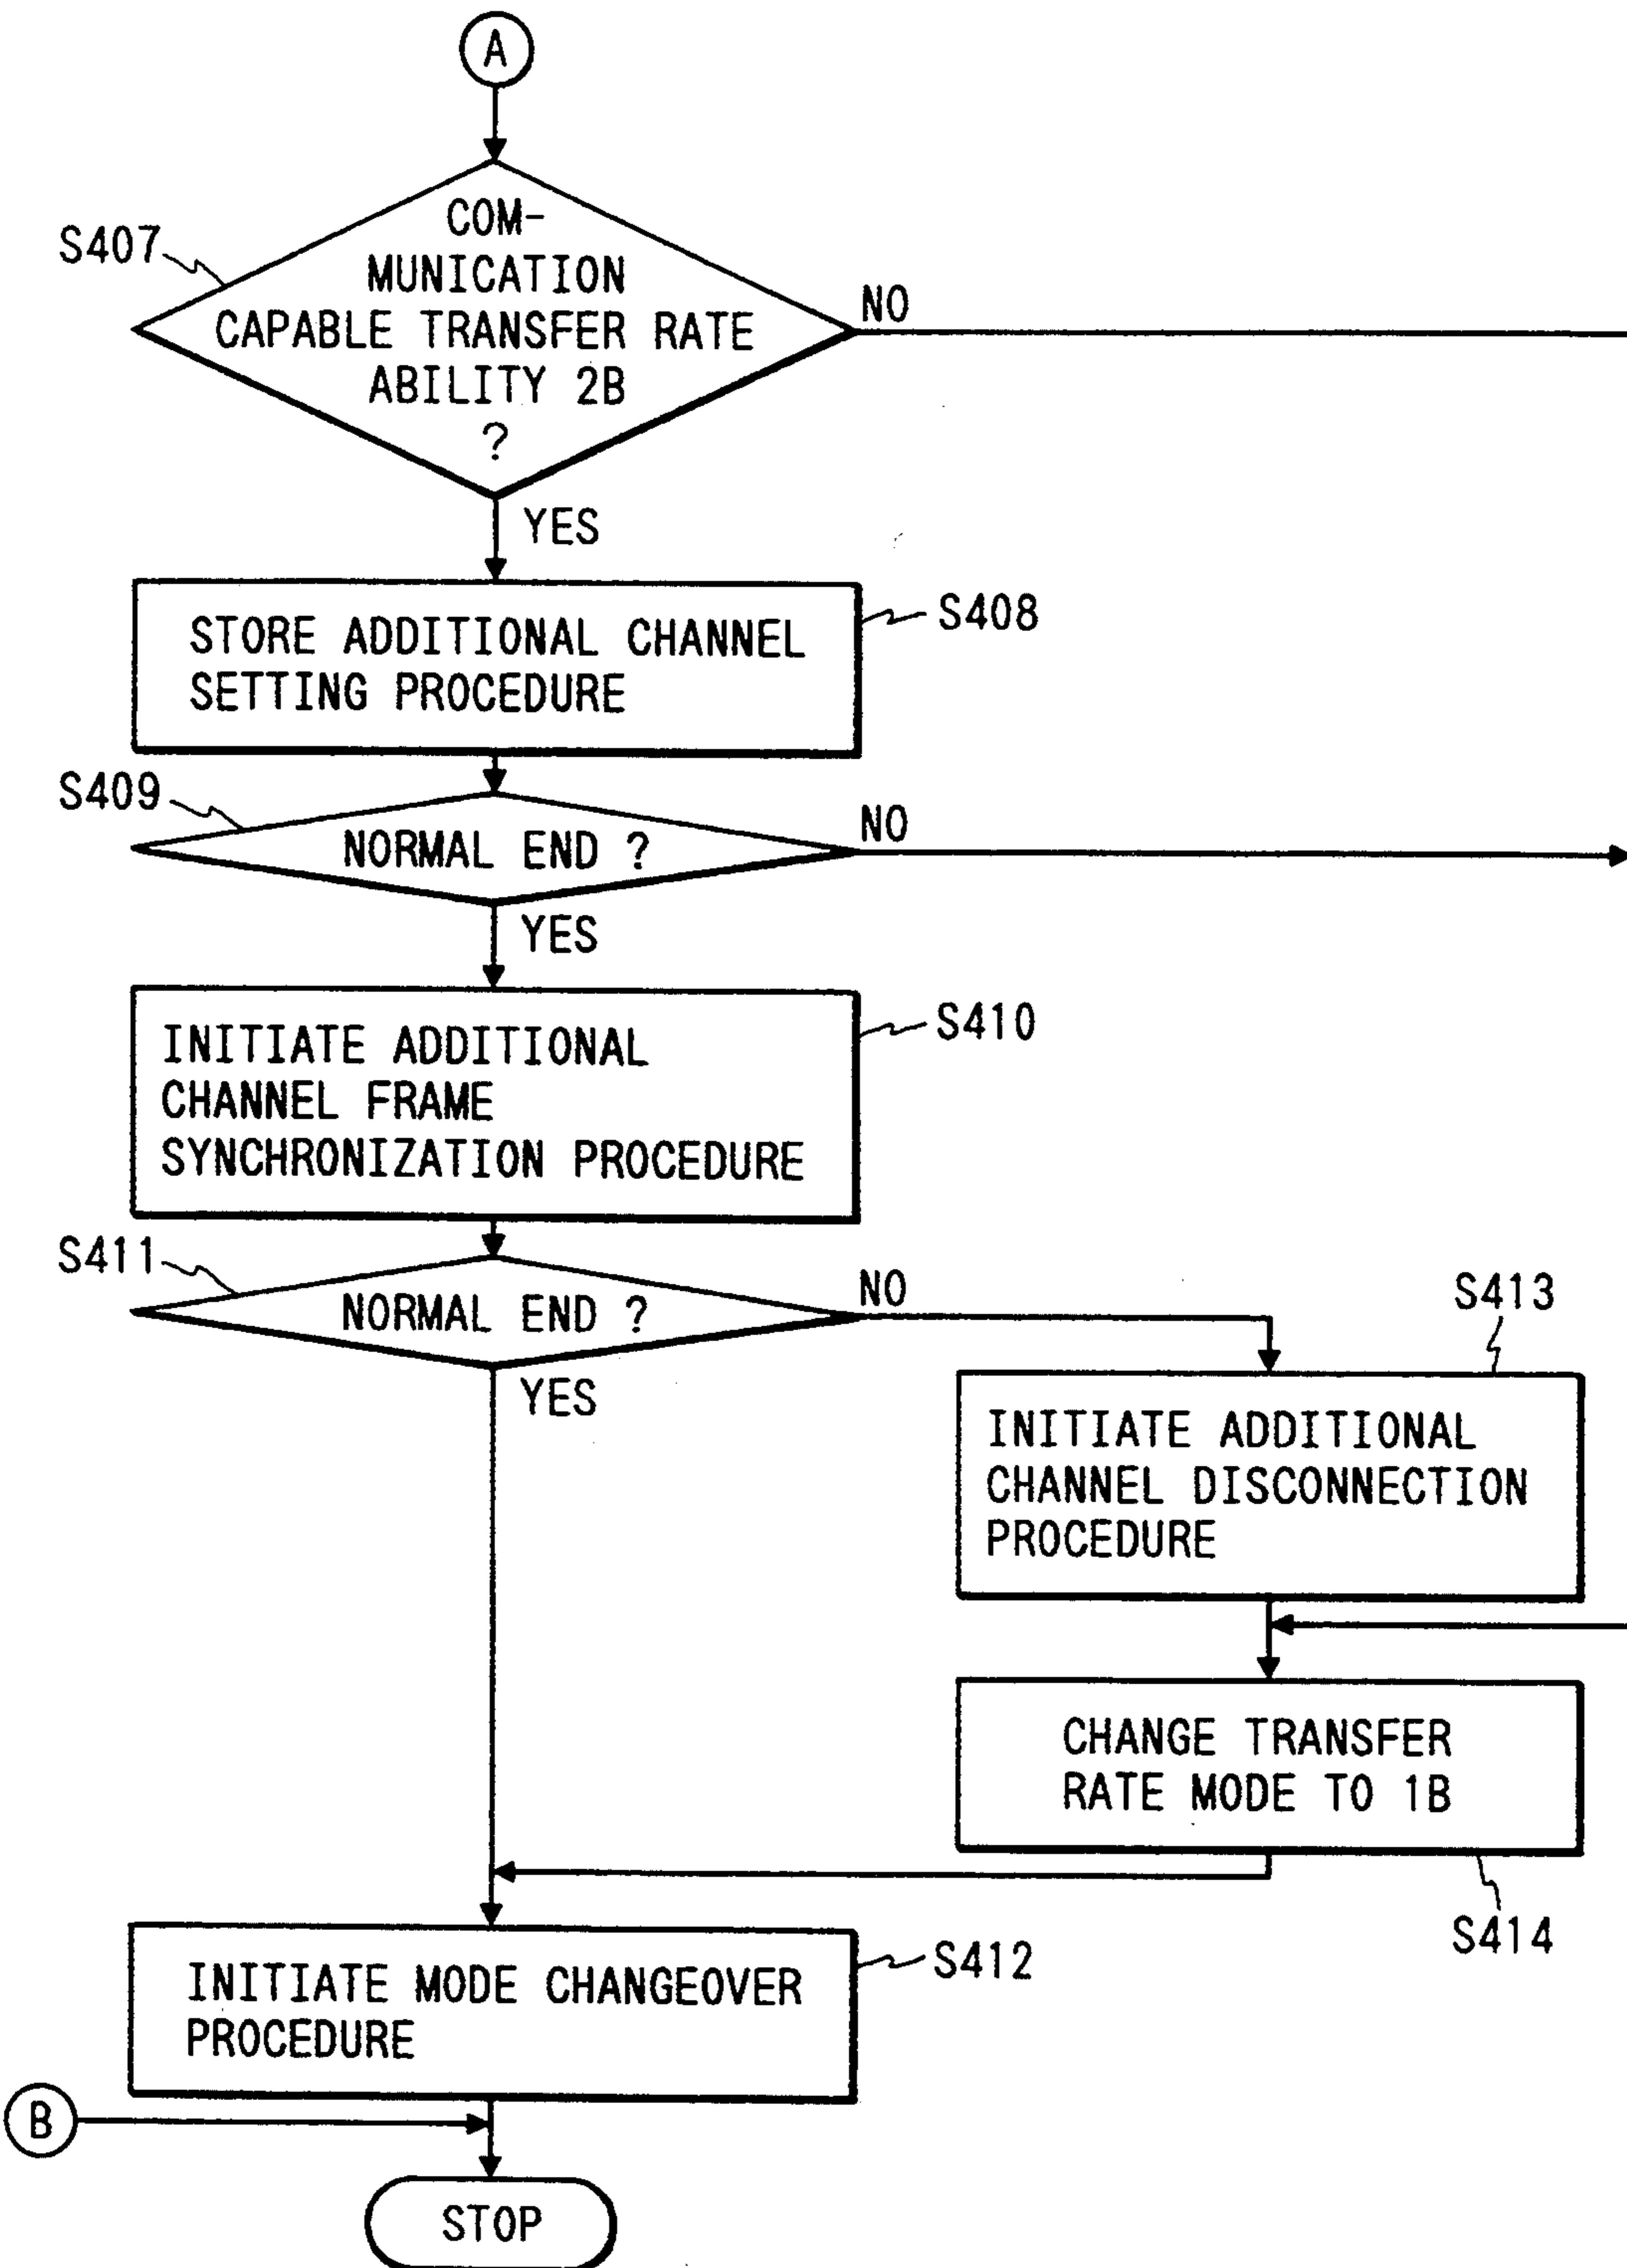 A
S407
COM-
MUNICATION
CAPABLE TRANSFER RATE
ABILITY 2B
?
NO
YES
STORE ADDITIONAL CHANNEL
SETTING PROCEDURE
S408
S409
NORMAL END ?
NO
YES
INITIATE ADDITIONAL
CHANNEL FRAME
SYNCHRONIZATION PROCEDURE
S410
S411
NORMAL END ?
NO
YES
S413
INITIATE ADDITIONAL
CHANNEL DISCONNECTION
PROCEDURE
CHANGE TRANSFER
RATE MODE TO 1B
S414
INITIATE MODE CHANGEOVER
PROCEDURE
S412
B
STOP